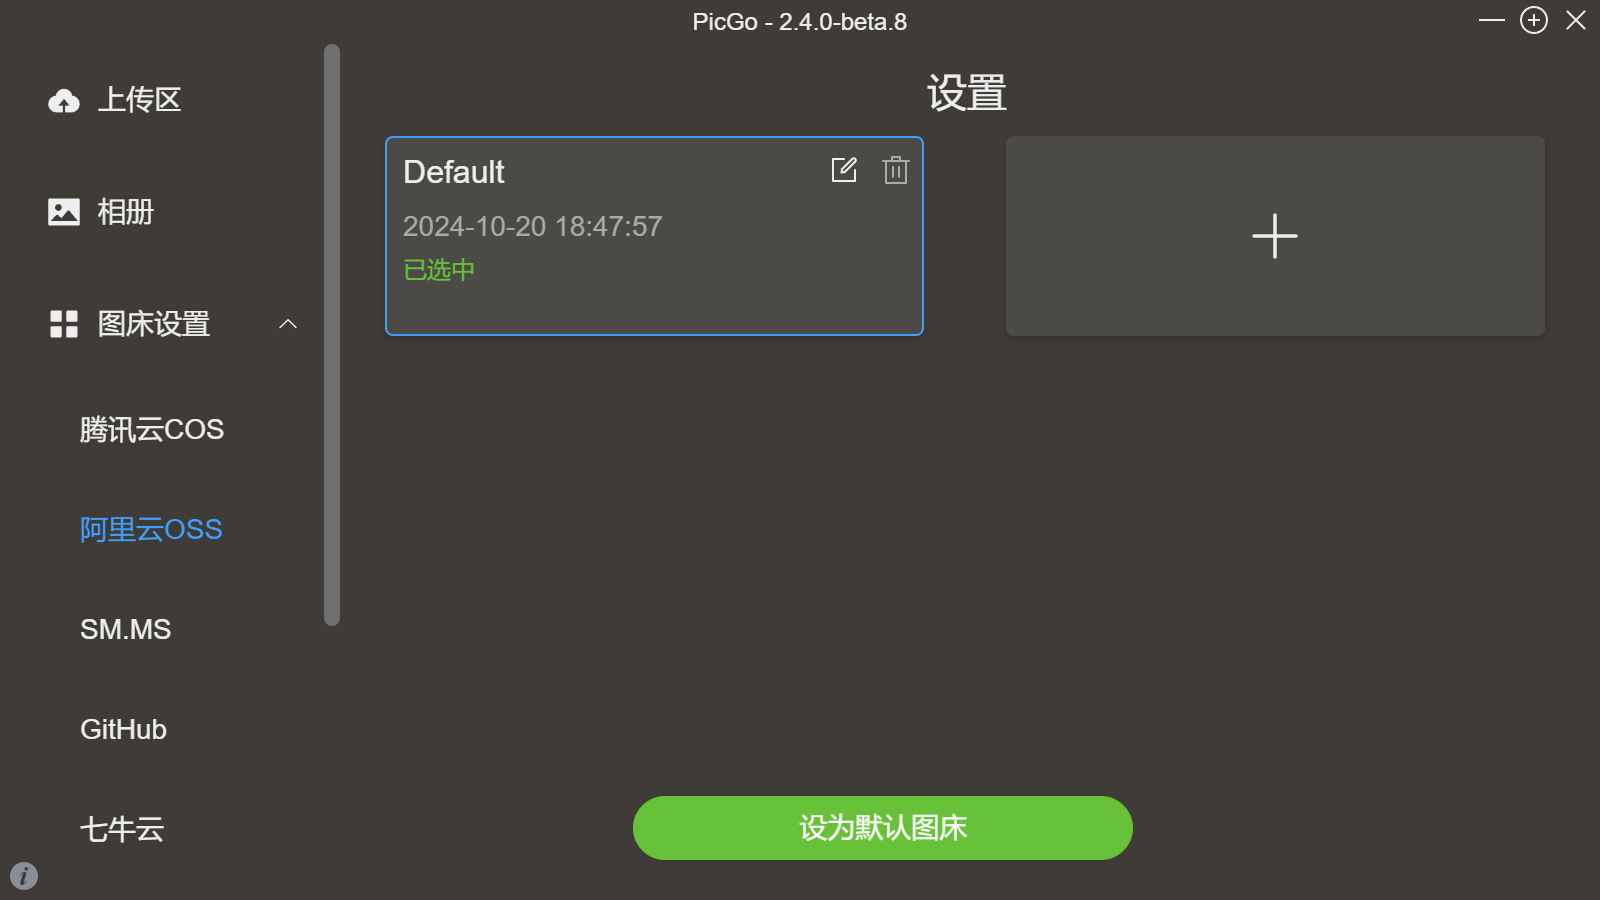 PicGo - 2.4.0-beta.8
上传区
相册
图床设置
腾讯云COS
阿里云OSS
SM.MS
GitHub
七牛云
设置
Default
2024-10-20 18:47:57
已选中
设为默认图床